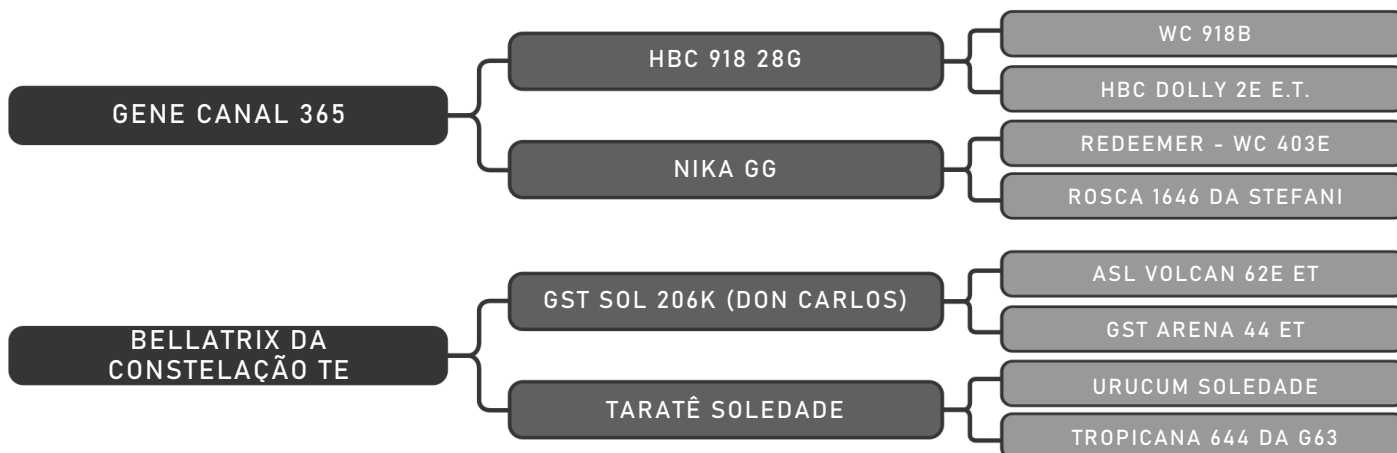 WC 918B
HBC 918 28G
HBC DOLLY 2E E.T.
GENE CANAL 365
REDEEMER - WC 403E
NIKA GG
ROSCA 1646 DA STEFANI
ASL VOLCAN 62E ET
GST SOL 206K (DON CARLOS)
GST ARENA 44 ET
BELLATRIX DA
CONSTELAÇÃO TE
URUCUM SOLEDADE
TARATÊ SOLEDADE
TROPICANA 644 DA G63